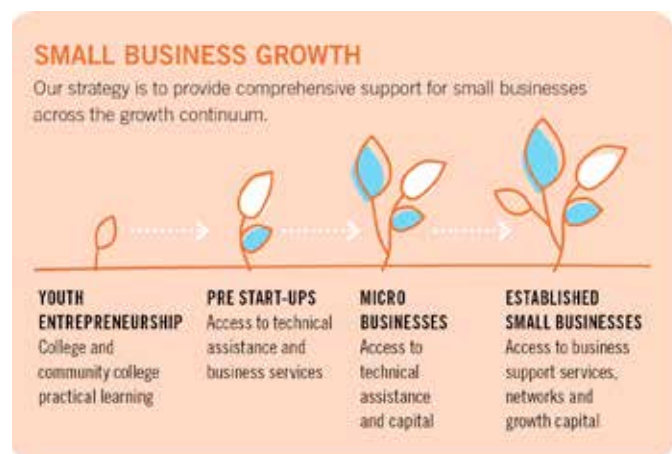 SMALL BUSINESS GROWTH
Our strategy is to provide comprehensive support for small businesses
across the growth continuum.
YOUTH
ENTREPRENEURSHIP
College and
community college
practical learning
PRE START-UPS
Access to technical
assistance and
business services
MICRO
BUSINESSES
Access to
technical
assistance
and capital
ESTABLISHED
SMALL BUSINESSES
Access to business
support services,
networks and
growth capital